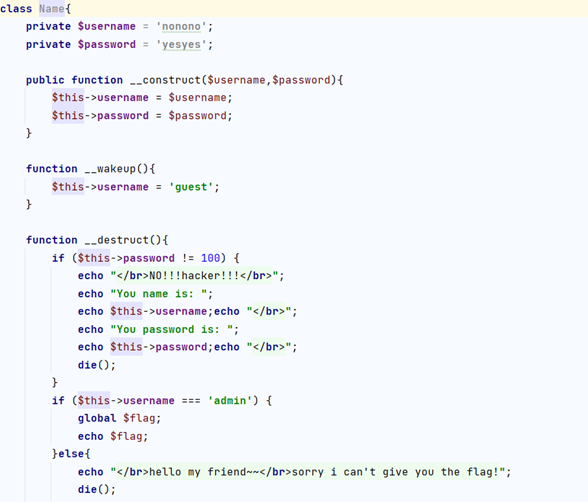 class Name{
    private $username = 'nonono';
    private $password = 'yesyes';
    public function __construct($username,$password){
        $this->username = $username;
        $this->password = $password;
    }
    function __wakeup(){
        $this->username = 'guest';
    }
    function __destruct(){
        if ($this->password != 100) {
            echo "</br>NO!!!hacker!!!</br>";
            echo "You name is: ";
            echo $this->username;echo "</br>";
            echo "You password is: ";
            echo $this->password;echo "</br>";
            die();
        }
        if ($this->username === 'admin') {
            global $flag;
            echo $flag;
        }else{
            echo "</br>hello my friend~~</br>sorry i can't give you the flag!";
            die();